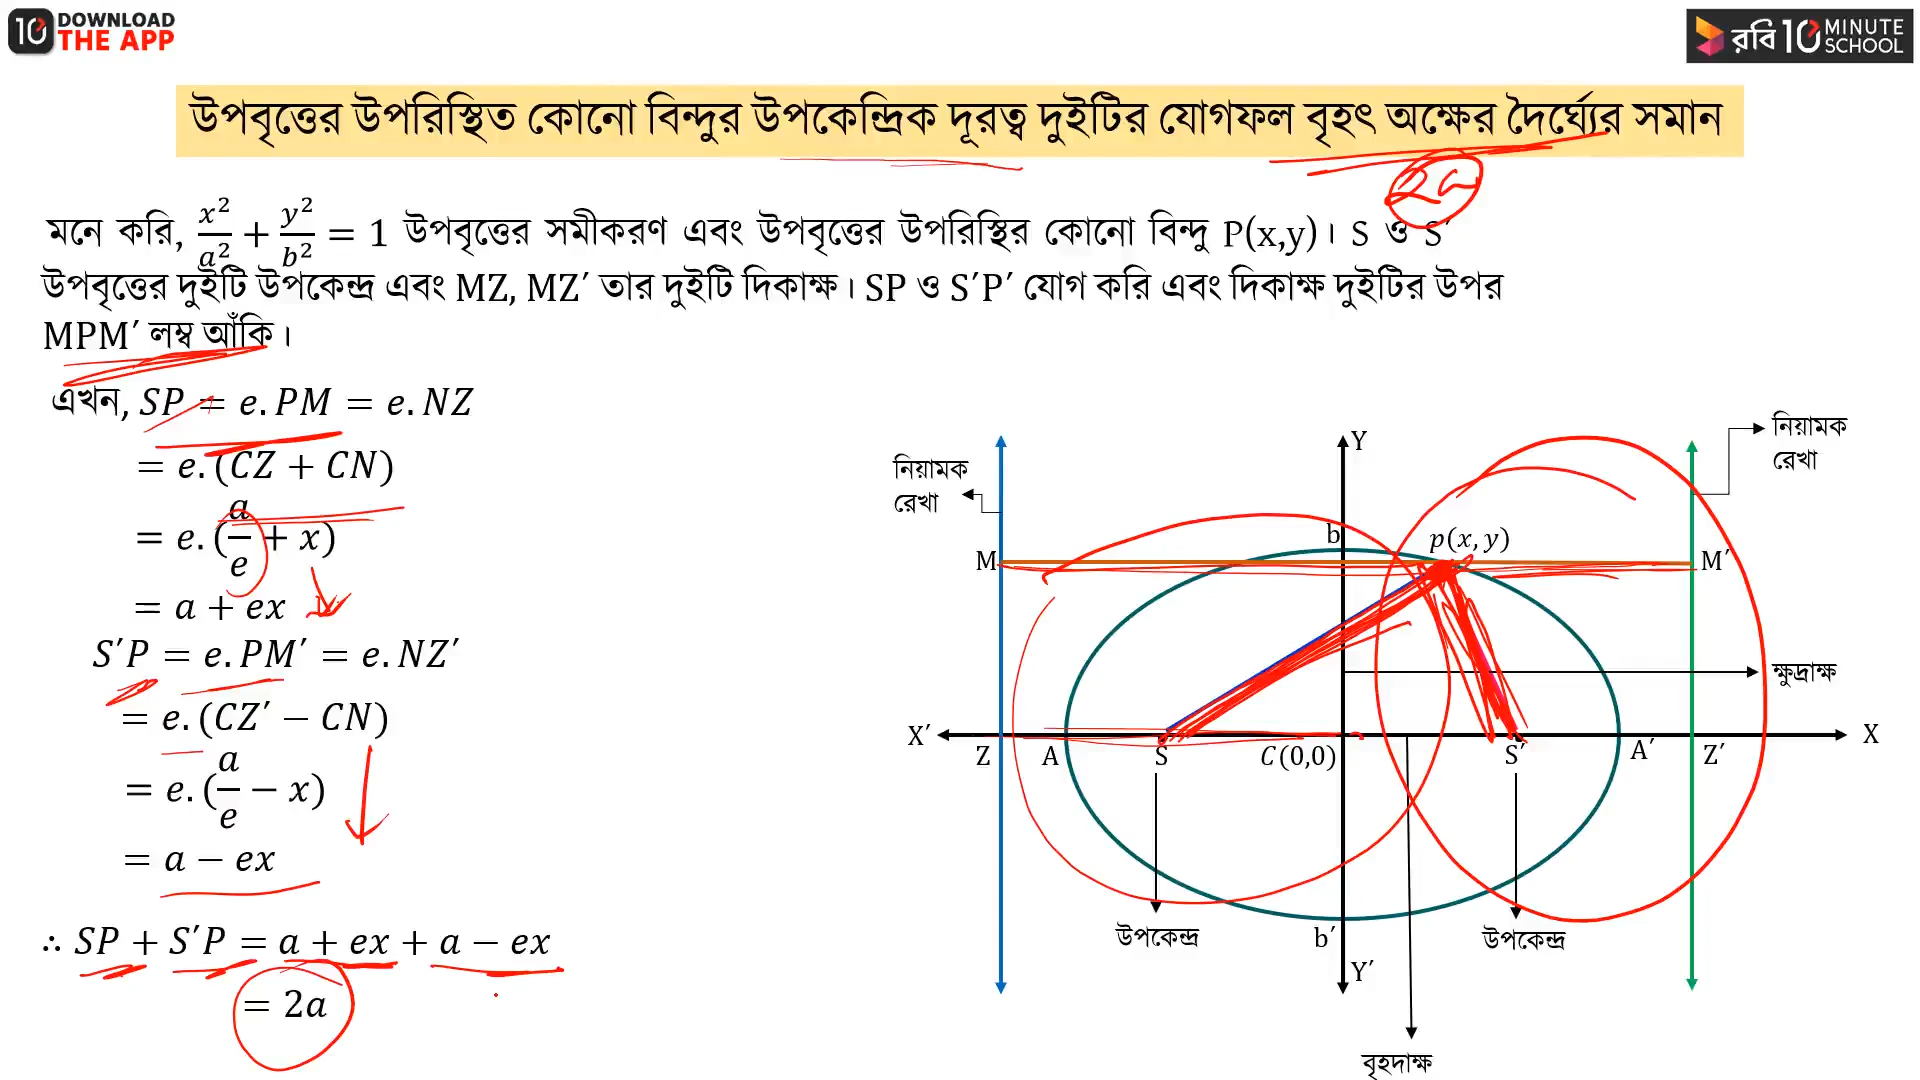 10 DOWNLOAD
THE APP
রবি 10 MINUTE
SCHOOL
উপবৃত্তের উপরিস্থিত কোনো বিন্দুর উপকেন্দ্রিক দূরত্ব দুইটির যোগফল বৃহৎ অক্ষের দৈর্ঘ্যের সমান
2a
মনে করি, x²/a² + y²/b² = 1 উপবৃত্তের সমীকরণ এবং উপবৃত্তের উপরিস্থির কোনো বিন্দু P(x,y)। S ও S′
উপবৃত্তের দুইটি উপকেন্দ্র এবং MZ, MZ′ তার দুইটি দিকাক্ষ। SP ও S′P′ যোগ করি এবং দিকাক্ষ দুইটির উপর
MPM′ লম্ব আঁকি।
এখন, SP = e.PM = e.NZ
= e.(CZ + CN)
= e.(a/e + x)
= a + ex
S′P = e.PM′ = e.NZ′
= e.(CZ′ − CN)
= e.(a/e − x)
= a − ex
∴ SP + S′P = a + ex + a − ex
= 2a
নিয়ামক
রেখা
Y
নিয়ামক
রেখা
b
p(x, y)
M
M′
ক্ষুদ্রাক্ষ
X′
X
Z
A
S
C(0,0)
S′
A′
Z′
উপকেন্দ্র
b′
উপকেন্দ্র
Y′
বৃহদাক্ষ